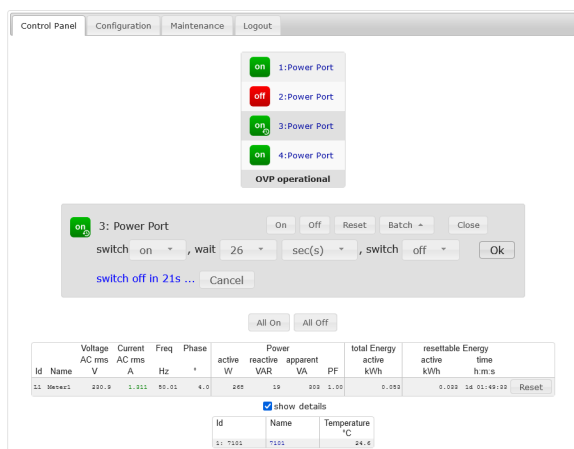 Control Panel Configuration Maintenance Logout
on 1:Power Port
off 2:Power Port
on 3:Power Port
on 4:Power Port
OVP operational
on 3: Power Port On Off Reset Batch Close
switch on , wait 26 sec(s) , switch off Ok
switch off in 21s ... Cancel
All On All Off
Voltage Current Freq Phase Power total Energy resettable Energy
AC rms AC rms active reactive apparent active active time
Id Name V A Hz ° W VAR VA PF kWh kWh h:m:s
L1 Meter1 230.9 1.311 50.01 4.0 265 19 303 1.00 0.053 0.033 1d 01:49:33 Reset
show details
Id Name Temperature
°C
1: 7101 7101 24.6